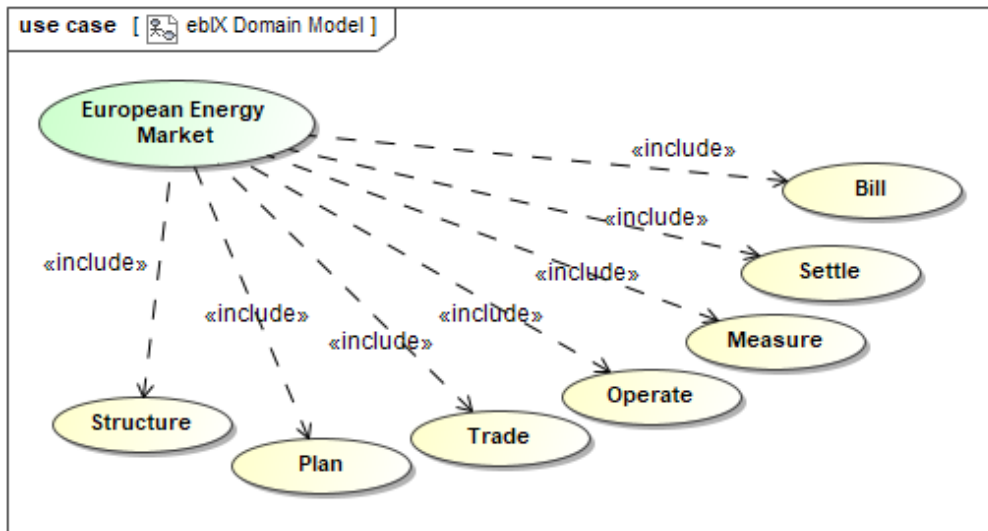 use case [ ebIX Domain Model ]
European Energy
Market
«include»
Bill
«include»
Settle
«include»
Measure
«include»
Operate
«include»
Trade
«include»
Plan
«include»
Structure